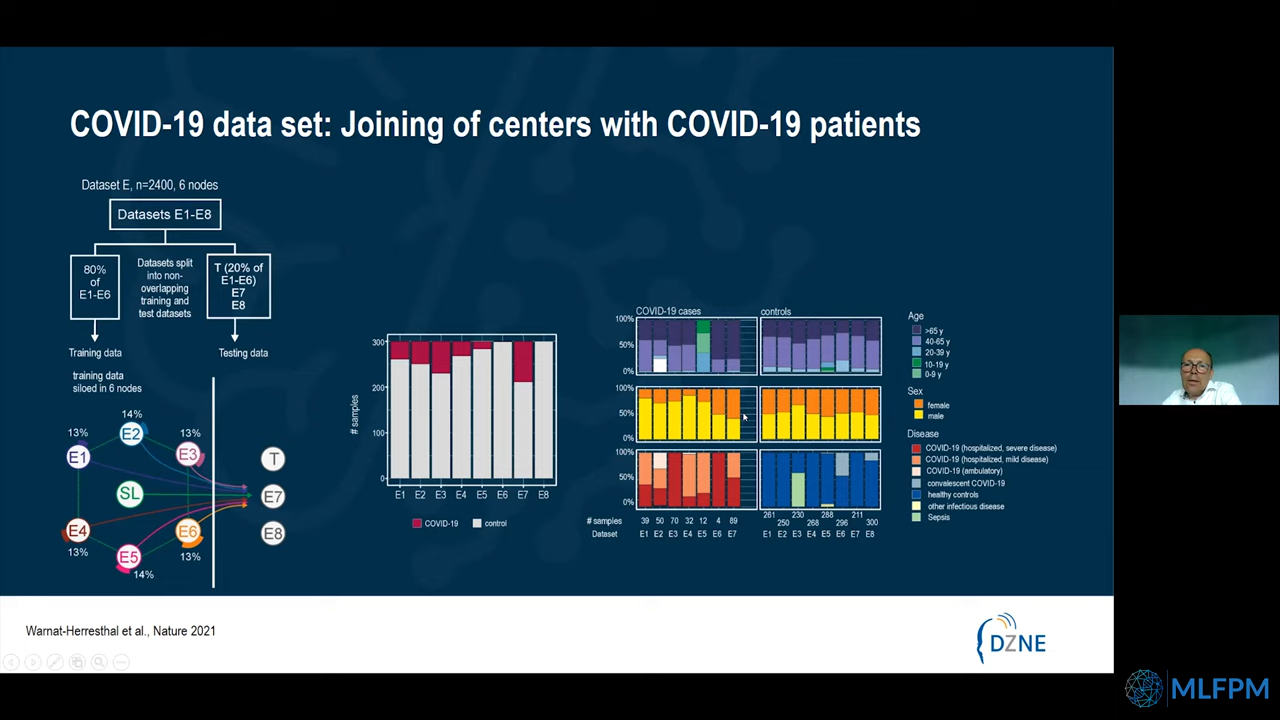 COVID-19 data set: Joining of centers with COVID-19 patients
Dataset E, n=2400, 6 nodes
Datasets E1-E8
80%
of
E1-E6
Datasets split
into non-
overlapping
training and
test datasets
T (20% of
E1-E6)
E7
E8
Training data
Testing data
training data
siloed in 6 nodes
14%
13%
E2
13%
E1
E3
T
SL
E7
E4
E6
E8
13%
E5
13%
14%
# samples
300
200
100
0
E1 E2 E3 E4 E5 E6 E7 E8
COVID-19
control
COVID-19 cases
controls
100%
50%
0%
100%
50%
0%
100%
50%
0%
# samples 39 50 70 32 12 4 89 261 250 230 268 288 296 211 300
Dataset E1 E2 E3 E4 E5 E6 E7 E1 E2 E3 E4 E5 E6 E7 E8
Age
>65 y
40-65 y
20-39 y
10-19 y
0-9 y
Sex
female
male
Disease
COVID-19 (hospitalized, severe disease)
COVID-19 (hospitalized, mild disease)
COVID-19 (ambulatory)
convalescent COVID-19
healthy controls
other infectious disease
Sepsis
Warnat-Herresthal et al., Nature 2021
DZNE
MLFPM